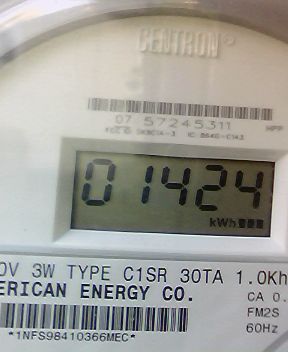 CENTRON®
07 57245311
01424
kWh
0V 3W TYPE C1SR 30TA 1.0Kh
ERICAN ENERGY CO.
CA 0.
FM2S
60Hz
*1NFS98410366MEC*